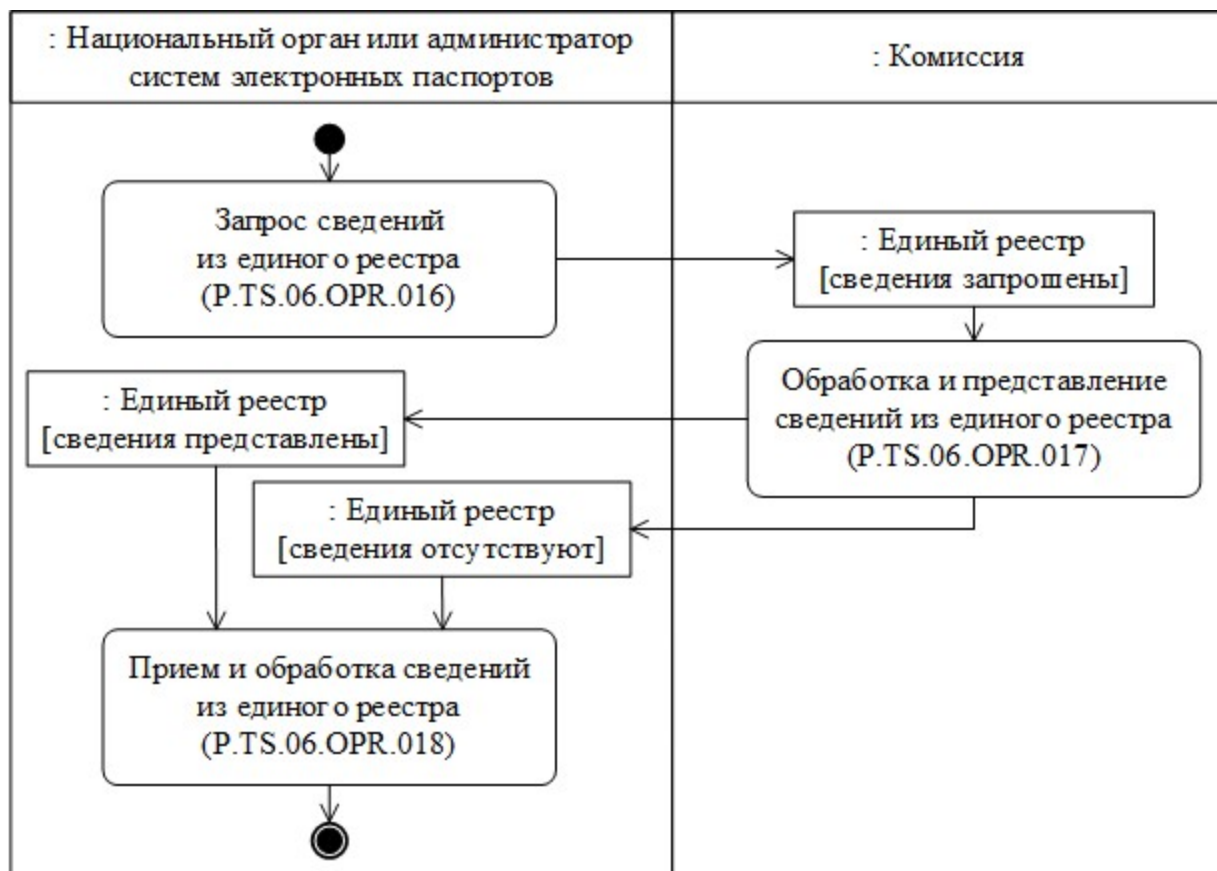 : Национальный орган или администратор
систем электронных паспортов
: Комиссия
Запрос сведений
из единого реестра
(P.TS.06.OPR.016)
: Единый реестр
[сведения запрошены]
Обработка и представление
сведений из единого реестра
(P.TS.06.OPR.017)
: Единый реестр
[сведения представлены]
: Единый реестр
[сведения отсутствуют]
Прием и обработка сведений
из единого реестра
(P.TS.06.OPR.018)